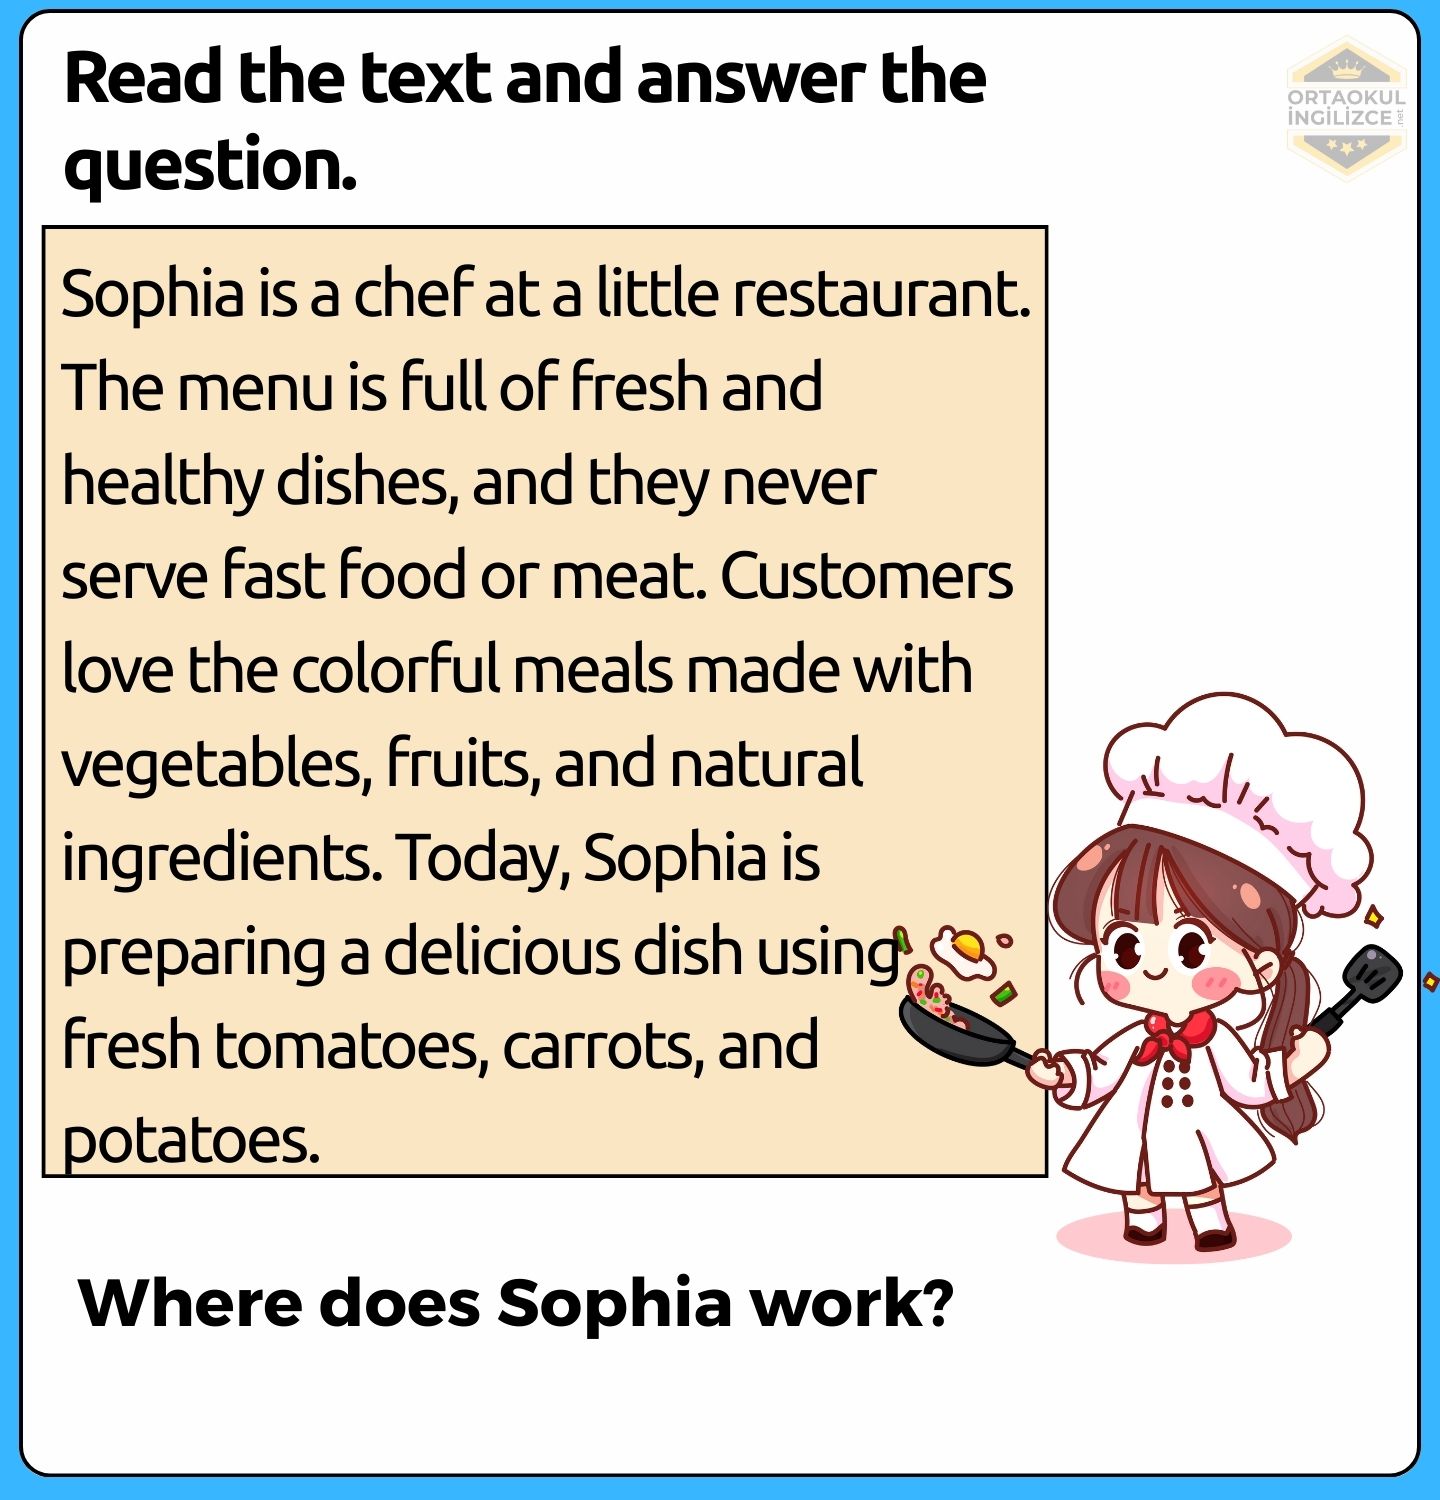 Read the text and answer the
question.
ORTAOKUL
İNGİLİZCE
.net
Sophia is a chef at a little restaurant.
The menu is full of fresh and
healthy dishes, and they never
serve fast food or meat. Customers
love the colorful meals made with
vegetables, fruits, and natural
ingredients. Today, Sophia is
preparing a delicious dish using
fresh tomatoes, carrots, and
potatoes.
Where does Sophia work?